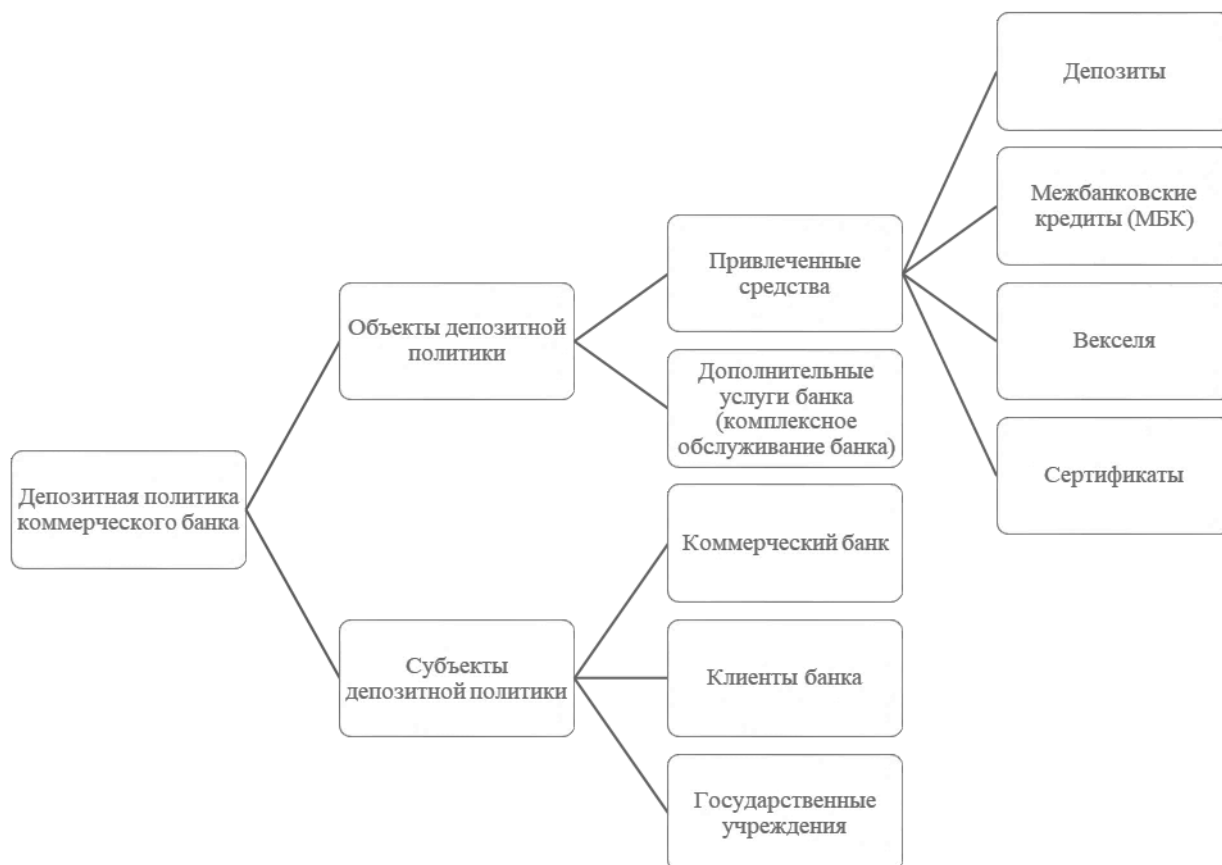 Депозитная политика
коммерческого банка
Объекты депозитной
политики
Субъекты
депозитной политики
Привлеченные
средства
Дополнительные
услуги банка
(комплексное
обслуживание банка)
Коммерческий банк
Клиенты банка
Государственные
учреждения
Депозиты
Межбанковские
кредиты (МБК)
Векселя
Сертификаты